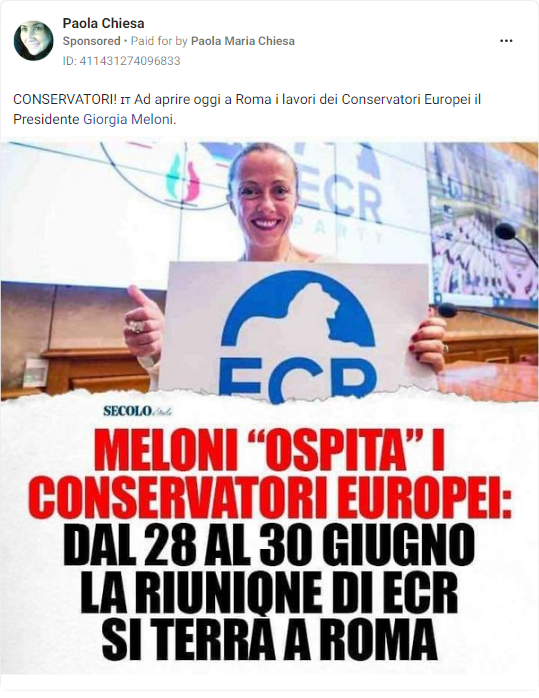 Paola Chiesa
Sponsored • Paid for by Paola Maria Chiesa
ID: 411431274096833
CONSERVATORI! IT Ad aprire oggi a Roma i lavori dei Conservatori Europei il
Presidente Giorgia Meloni.
ECR
PARTY
ECR
SECOLO d'Italia
MELONI “OSPITA” I
CONSERVATORI EUROPEI:
DAL 28 AL 30 GIUGNO
LA RIUNIONE DI ECR
SI TERRÀ A ROMA